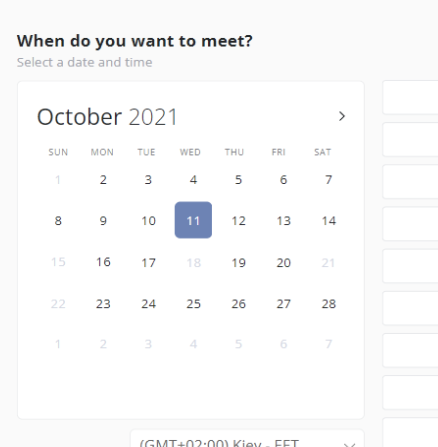 When do you want to meet?
Select a date and time
October 2021
SUN MON TUE WED THU FRI SAT
1 2 3 4 5 6 7
8 9 10 11 12 13 14
15 16 17 18 19 20 21
22 23 24 25 26 27 28
1 2 3 4 5 6 7
(GMT+02:00) Kiev - EET